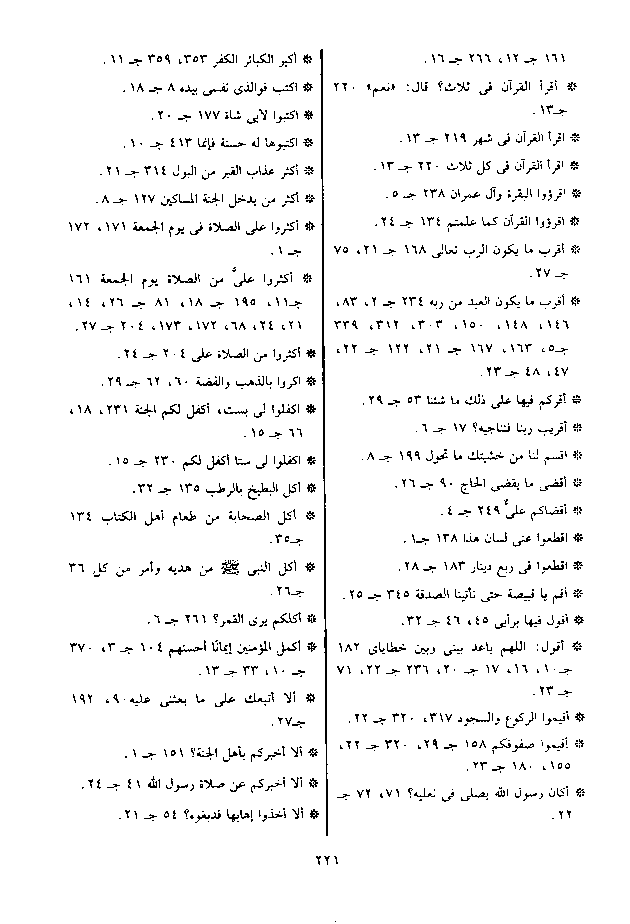 ١٦١ جـ ١٢، ٢٦٦ جـ ١٦.
* أقرأ القرآن فى ثلاث؟ قال: «نعم» ٢٢٠
جـ١٣.
* اقرأ القرآن فى شهر ٢١٩ جـ ١٣.
* اقرأ القرآن فى كل ثلاث ٢٢٠ جـ ١٣.
* اقرؤوا البقرة وآل عمران ٢٣٨ جـ ٥.
* اقرؤوا القرآن كما علمتم ١٣٤ جـ ٢٤.
* أقرب ما يكون الرب تعالى ١٦٨ جـ ٢١، ٧٥
جـ ٢٧.
* أقرب ما يكون العبد من ربه ٢٣٤ جـ ٢، ٨٣،
١٤٦، ١٤٨، ١٥٠، ٣٠٣، ٣١٢، ٣٣٩
جـ٥، ١٦٣، ١٦٧ جـ ٢١، ١٢٢ جـ ٢٢،
٤٧، ٤٨ جـ ٢٣.
* أقركم فيها على ذلك ما شئنا ٥٣ جـ ٢٩.
* أقريب ربنا فنناجيه؟ ١٧ جـ ٦.
* اقسم لنا من خشيتك ما تحول ١٩٩ جـ ٨.
* أقضى ما يقضى الحاج ٩٠ جـ ٢٦.
* أقضاكم علىٌّ ٢٤٩ جـ ٤.
* اقطعوا عنى لسان هذا ١٣٨ جـ١.
* اقطعوا فى ربع دينار ١٨٣ جـ ٢٨.
* أقم يا قبيصة حتى تأتينا الصدقة ٣٤٥ جـ ٢٥.
* أقول فيها برأيى ٤٥، ٤٦ جـ ٣٢.
* أقول: اللهم باعد بينى وبين خطاياى ١٨٢
جـ١٠، ١٦، ١٧ جـ ٢٠، ٢٣٦ جـ ٢٢، ٧١
جـ ٢٣.
* أقيموا الركوع والسجود ٣١٧، ٣٢٠ جـ ٢٢.
* أقيموا صفوفكم ١٥٨ جـ ٢٩، ٣٢٠ جـ ٢٢،
١٥٥، ١٨٠ جـ ٢٣.
* أكان رسول الله يصلى فى نعليه؟ ٧١، ٧٢ جـ
٢٢.
* أكبر الكبائر الكفر ٣٥٣، ٣٥٩ جـ ١١.
* اكتب فوالذى نفسى بيده ٨ جـ ١٨.
* اكتبوا لأبى شاة ١٧٧ جـ ٢٠.
* اكتبوها له حسنة فإنما ٤١٣ جـ ١٠.
* أكثر عذاب القبر من البول ٣١٤ جـ ٢١.
* أكثر من يدخل الجنة المساكين ١٢٧ جـ ٨.
* أكثروا على الصلاة فى يوم الجمعة ١٧١، ١٧٢
جـ ١.
* أكثروا علىَّ من الصلاة يوم الجمعة ١٦١
جـ١١، ١٩٥ جـ ١٨، ٨١ جـ ٢٦، ١٤،
٢١، ٢٤، ٦٨، ١٧٢، ١٧٣، ٢٠٤ جـ ٢٧.
* أكثروا من الصلاة على ٢٠٤ جـ ٢٤.
* اكروا بالذهب والفضة ٦٠، ٦٢ جـ ٢٩.
* اكفلوا لى بست، أكفل لكم الجنة ٢٣١، ١٨،
٦٦ جـ ١٥.
* اكفلوا لى ستا أكفل لكم ٢٣٠ جـ ١٥.
* أكل البطيخ بالرطب ١٣٥ جـ ٣٢.
* أكل الصحابة من طعام أهل الكتاب ١٣٤
جـ٣٥.
* أكل النبى ﷺ من هديه وأمر من كل ٣٦
جـ٢٦.
* أكلكم يرى القمر؟ ٢٦١ جـ ٦.
* أكمل المؤمنين إيمانًا أحسنهم ١٠٤ جـ ٣، ٣٧٠
جـ ١٠، ٣٣ جـ ١٣.
* ألا أبعثك على ما بعثنى عليه٩٠، ١٩٢
جـ٢٧.
* ألا أخبركم بأهل الجنة؟ ١٥١ جـ ١.
* ألا أخبركم عن صلاة رسول الله ٤١ جـ ٢٤.
* ألا أخذوا إهابها فدبغوه؟ ٥٤ جـ ٢١.
٢٢١